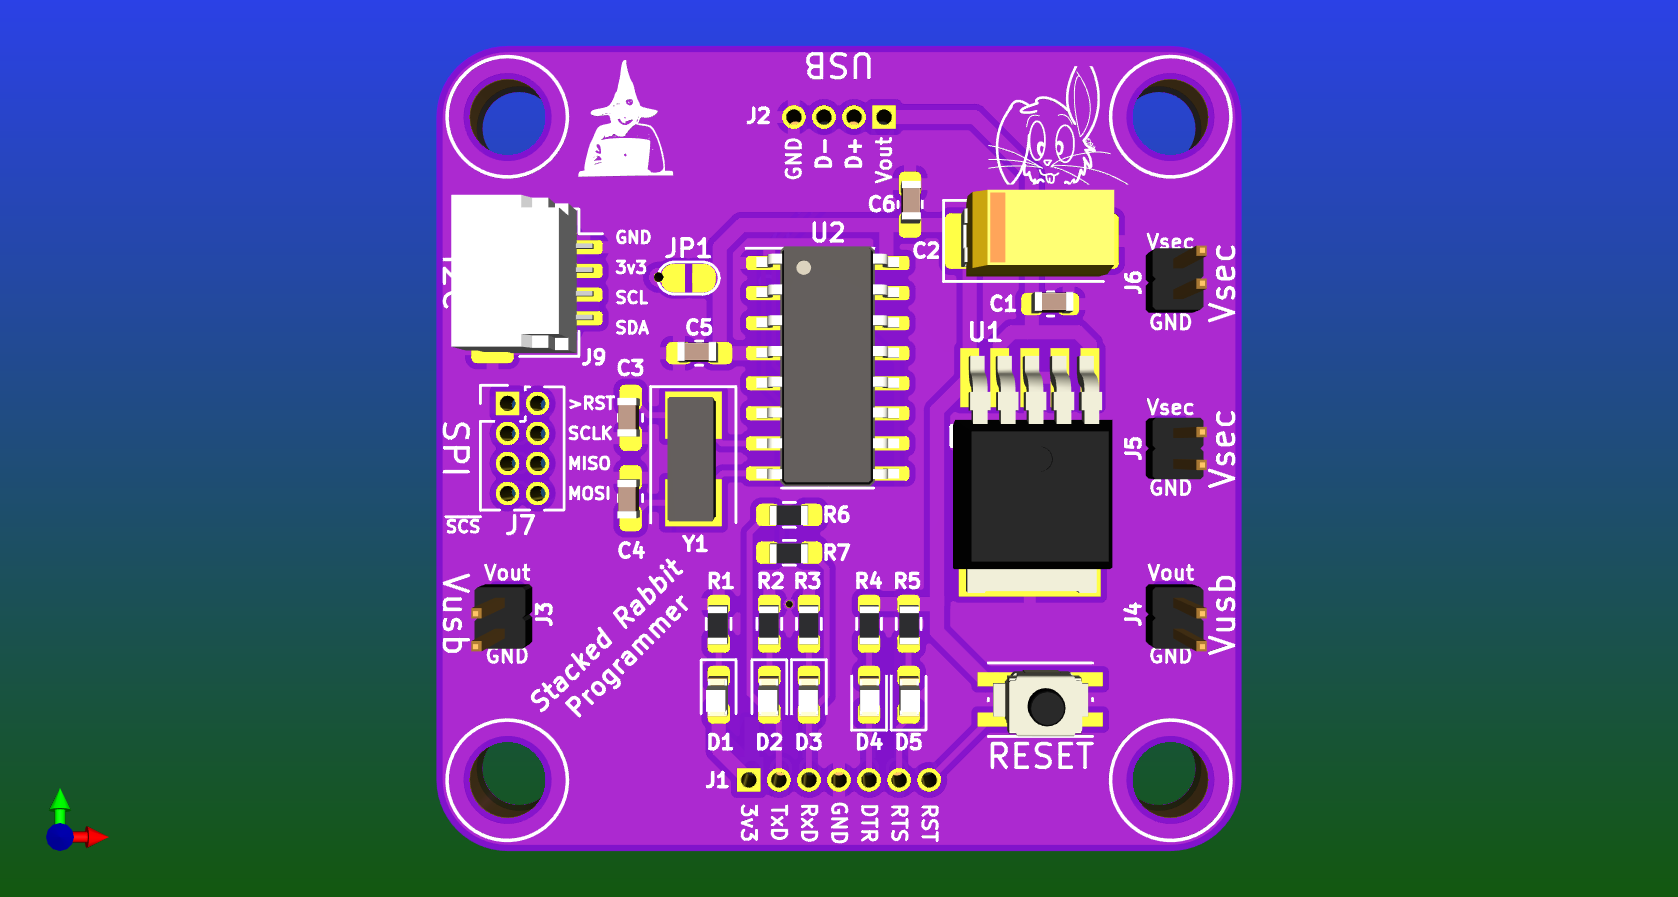 USB
J2
GND
D-
D+
Vout
C6
U2
C2
GND
3v3
SCL
SDA
J9
JP1
C5
C3
C1
U1
Vsec
J6
GND
Vsec
>RST
SCLK
MISO
MOSI
SPI
SCS
J7
C4
Y1
Vsec
J5
GND
Vsec
R6
R7
Vout
Vusb
J3
GND
Stacked Rabbit
Programmer
R1
R2
R3
R4
R5
Vout
J4
GND
Vusb
D1
D2
D3
D4
D5
RESET
J1
3v3
TxD
RxD
GND
DTR
RTS
RST